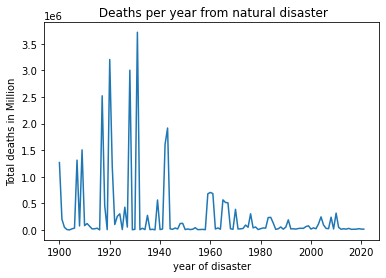 Deaths per year from natural disaster
1e6
3.5
3.0
2.5
2.0
1.5
1.0
0.5
0.0
Total deaths in Million
1900 1920 1940 1960 1980 2000 2020
year of disaster